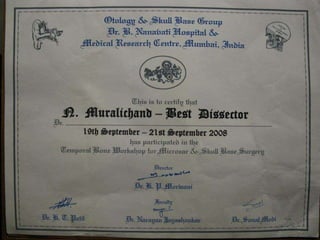 Otology & Skull Base Group
Dr. B. Nanavati Hospital &
Medical Research Centre, Mumbai, India
This is to certify that
N. Muralichand – Best Dissector
Dr.
19th September – 21st September 2008
has participated in the
Temporal Bone Workshop for Microear & Skull Base Surgery
Director
Dr. K. P. Morwani
Faculty
Dr. B. T. Patil
Dr. Narayan Jayashankar
Dr. Sonal Modi